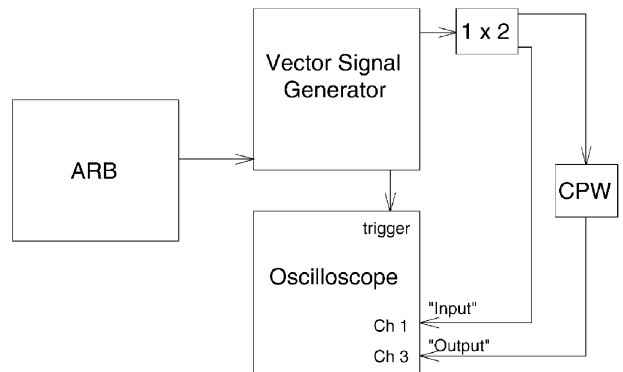 Vector Signal
Generator
1 x 2
ARB
CPW
trigger
Oscilloscope
"Input"
Ch 1
"Output"
Ch 3